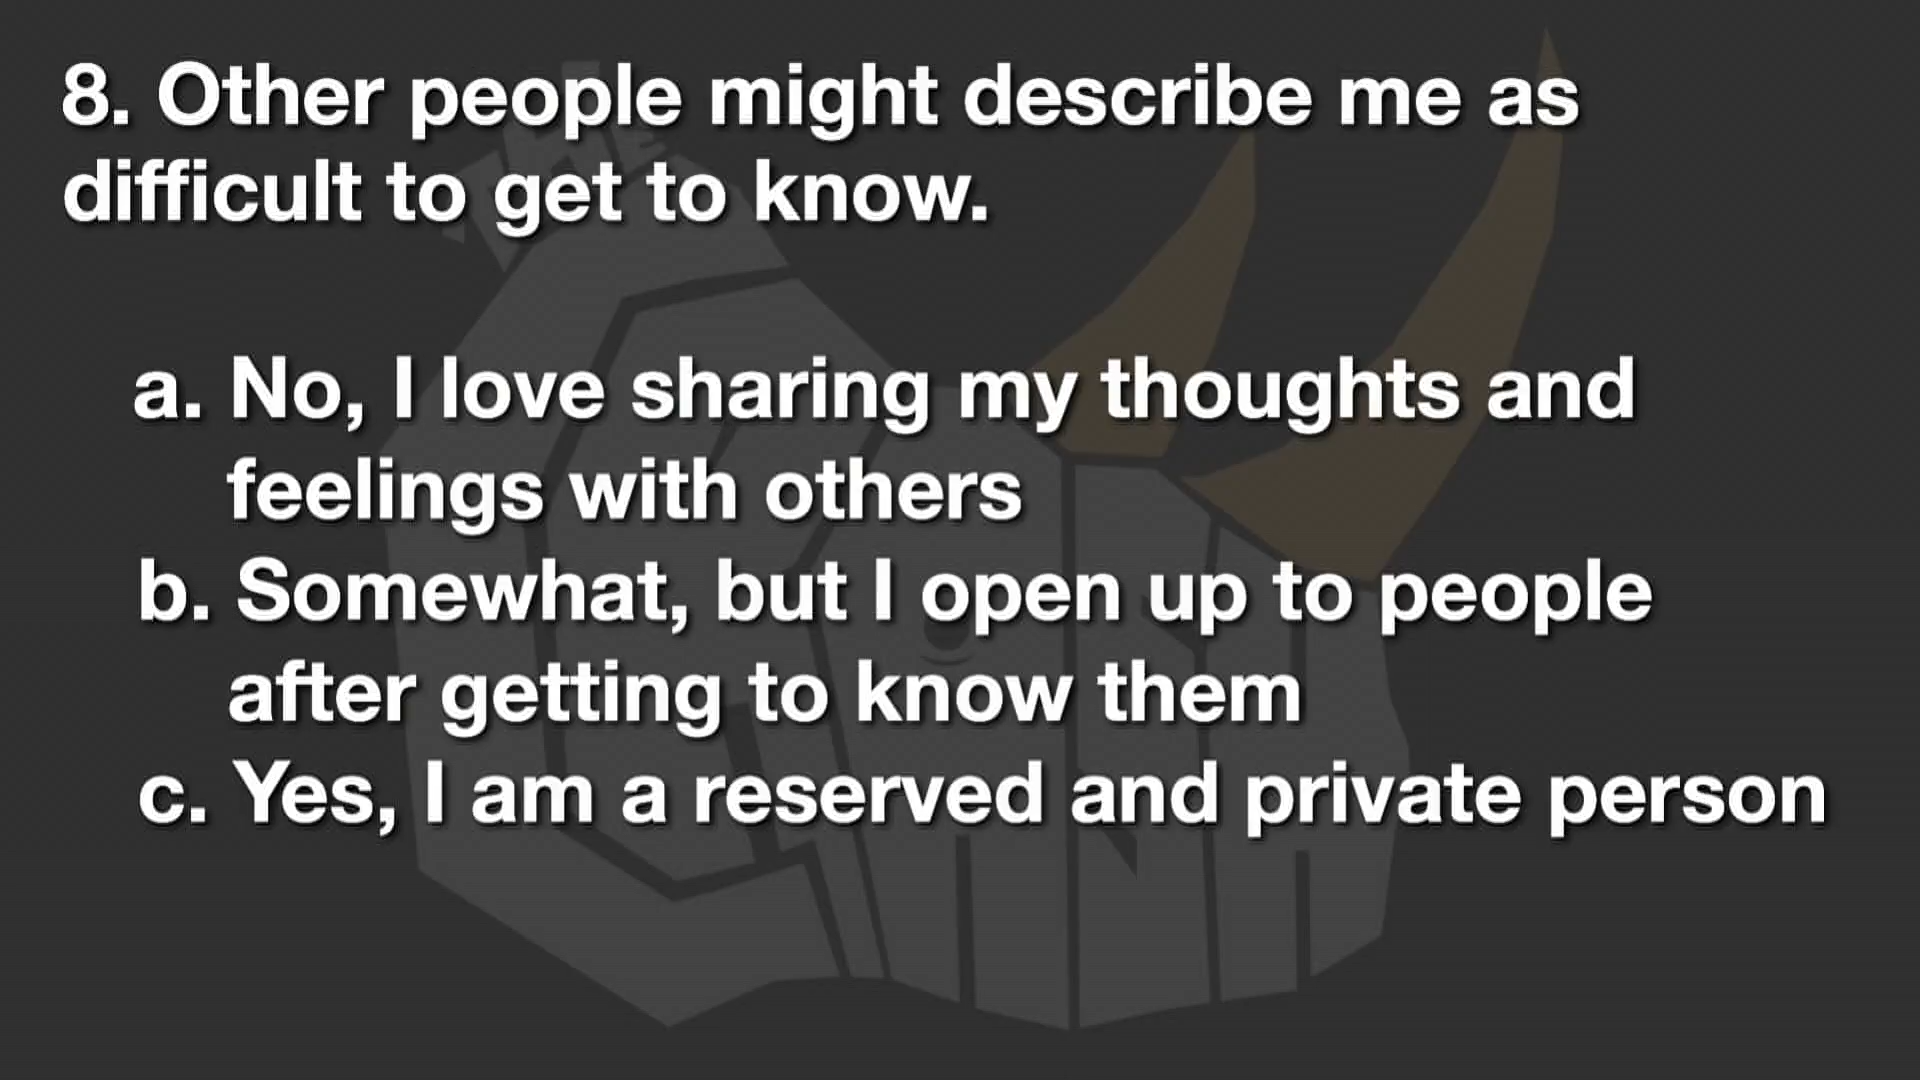 8. Other people might describe me as
difficult to get to know.
a. No, I love sharing my thoughts and
feelings with others
b. Somewhat, but I open up to people
after getting to know them
c. Yes, I am a reserved and private person
THE